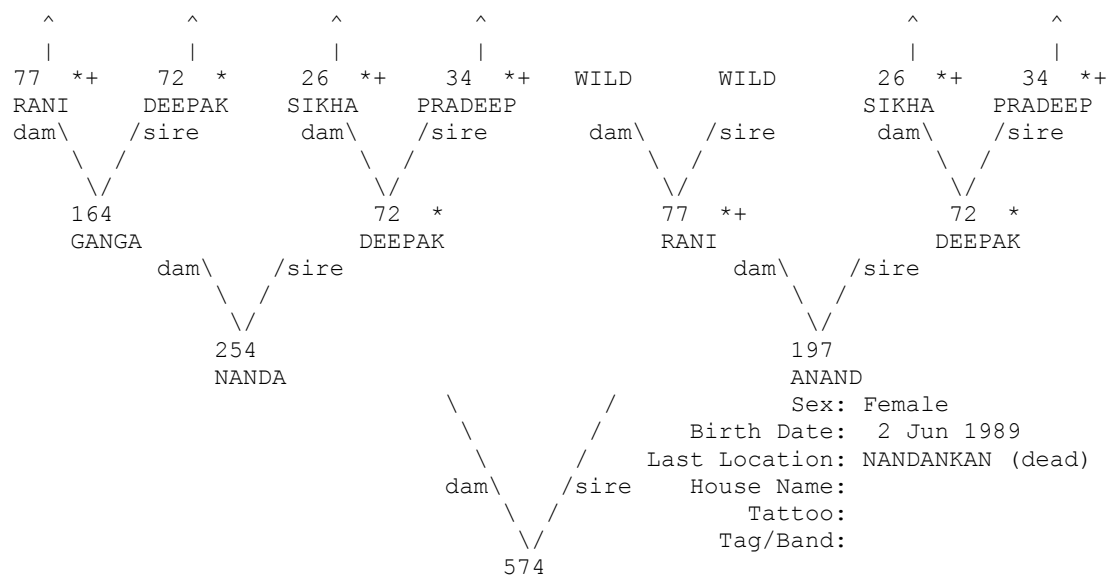 ^ ^ ^ ^ ^ ^
| | | | | |
77 *+ 72 * 26 *+ 34 *+ WILD WILD 26 *+ 34 *+
RANI DEEPAK SIKHA PRADEEP SIKHA PRADEEP
dam\ /sire dam\ /sire dam\ /sire dam\ /sire
\ / \ / \ / \ /
\/ \/ \/ \/
164 72 * 77 *+ 72 *
GANGA DEEPAK RANI DEEPAK
dam\ /sire dam\ /sire
\ / \ /
\/ \/
254 197
NANDA ANAND
\ / Sex: Female
\ / Birth Date: 2 Jun 1989
\ / Last Location: NANDANKAN (dead)
dam\ /sire House Name:
\ / Tattoo:
\/ Tag/Band:
574